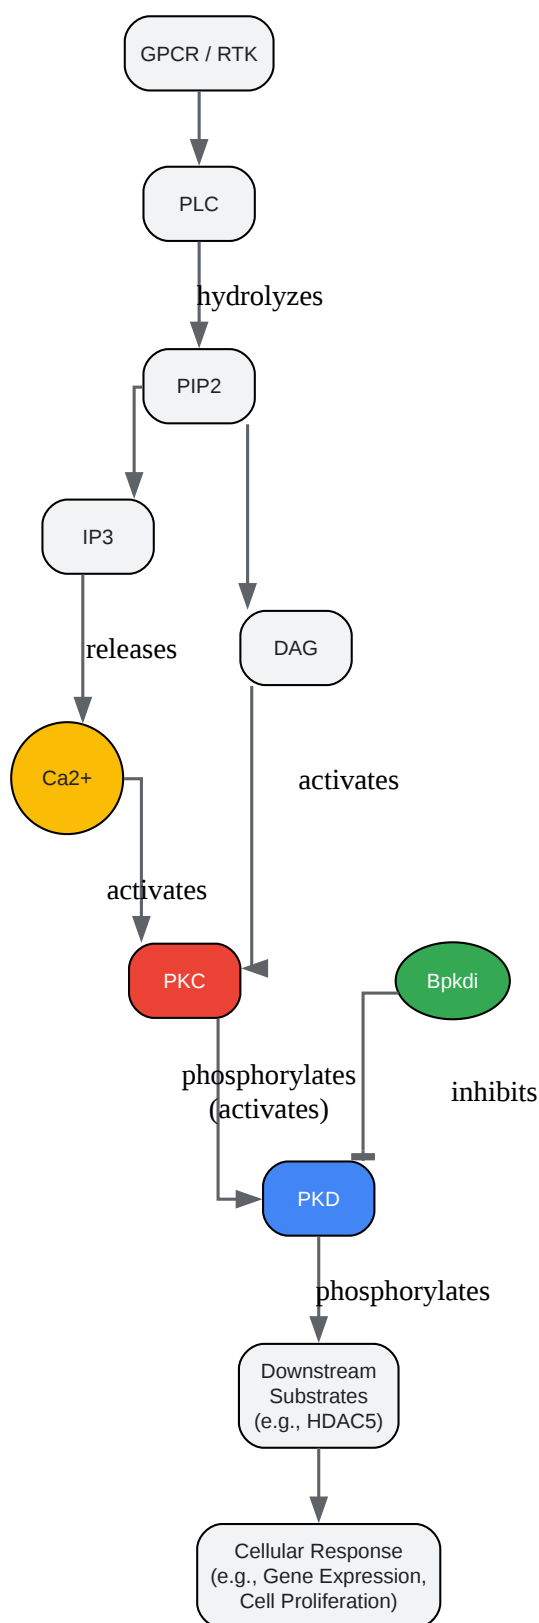 GPCR / RTK
PLC
hydrolyzes
PIP2
IP3
releases
DAG
Ca2+
activates
activates
PKC
Bpkdi
phosphorylates
(activates)
inhibits
PKD
phosphorylates
Downstream
Substrates
(e.g., HDAC5)
Cellular Response
(e.g., Gene Expression,
Cell Proliferation)